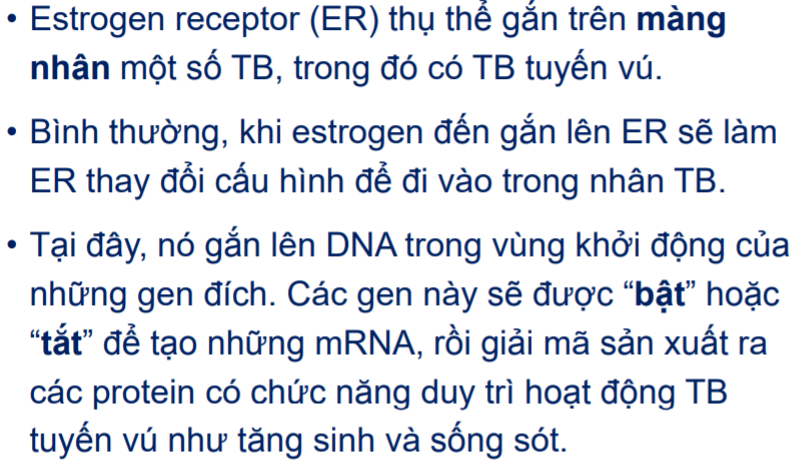 • Estrogen receptor (ER) thụ thể gắn trên màng
nhân một số TB, trong đó có TB tuyến vú.
• Bình thường, khi estrogen đến gắn lên ER sẽ làm
ER thay đổi cấu hình để đi vào trong nhân TB.
• Tại đây, nó gắn lên DNA trong vùng khởi động của
những gen đích. Các gen này sẽ được “bật” hoặc
“tắt” để tạo những mRNA, rồi giải mã sản xuất ra
các protein có chức năng duy trì hoạt động TB
tuyến vú như tăng sinh và sống sót.